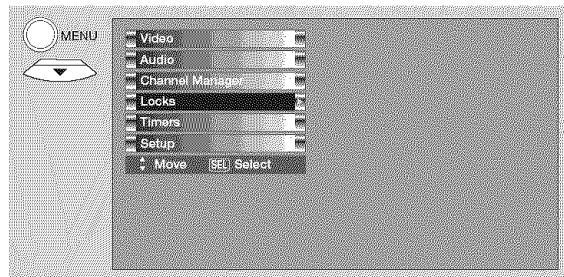 MENU
Video
Audio
Channel Manager
Locks
Timers
Setup
Move SEL Select